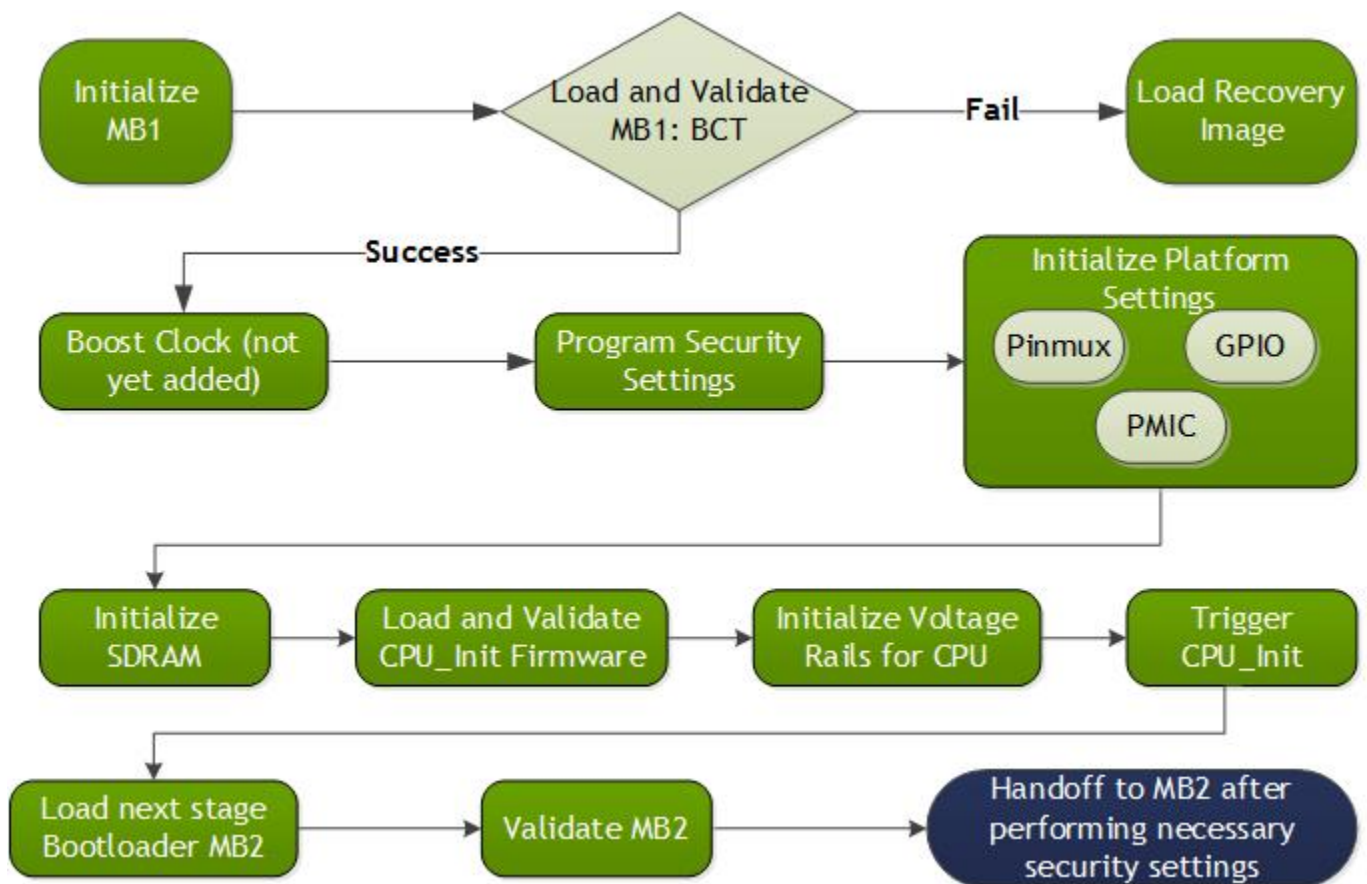 Initialize
MB1
Load and Validate
MB1: BCT
Fail
Load Recovery
Image
Success
Boost Clock (not
yet added)
Program Security
Settings
Initialize Platform
Settings
Pinmux
GPIO
PMIC
Initialize
SDRAM
Load and Validate
CPU_Init Firmware
Initialize Voltage
Rails for CPU
Trigger
CPU_Init
Load next stage
Bootloader MB2
Validate MB2
Handoff to MB2 after
performing necessary
security settings